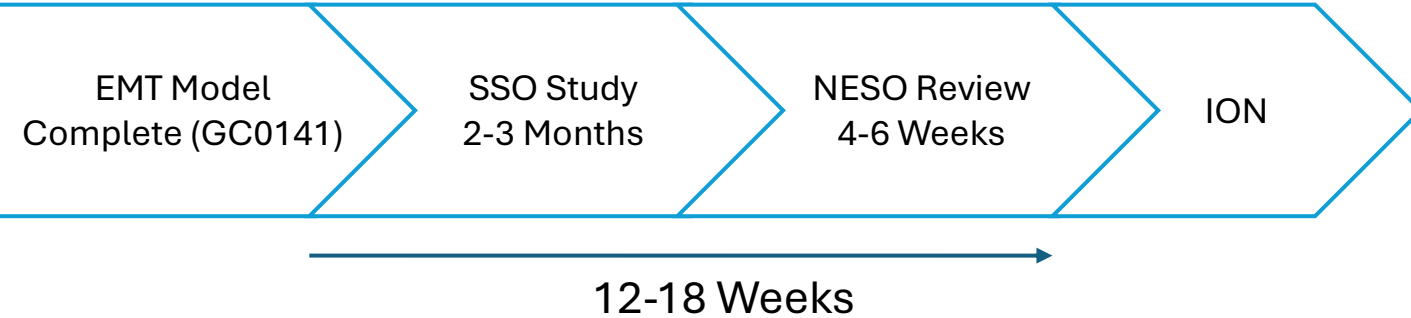 EMT Model
Complete (GC0141)
SSO Study
2-3 Months
NESO Review
4-6 Weeks
ION
12-18 Weeks